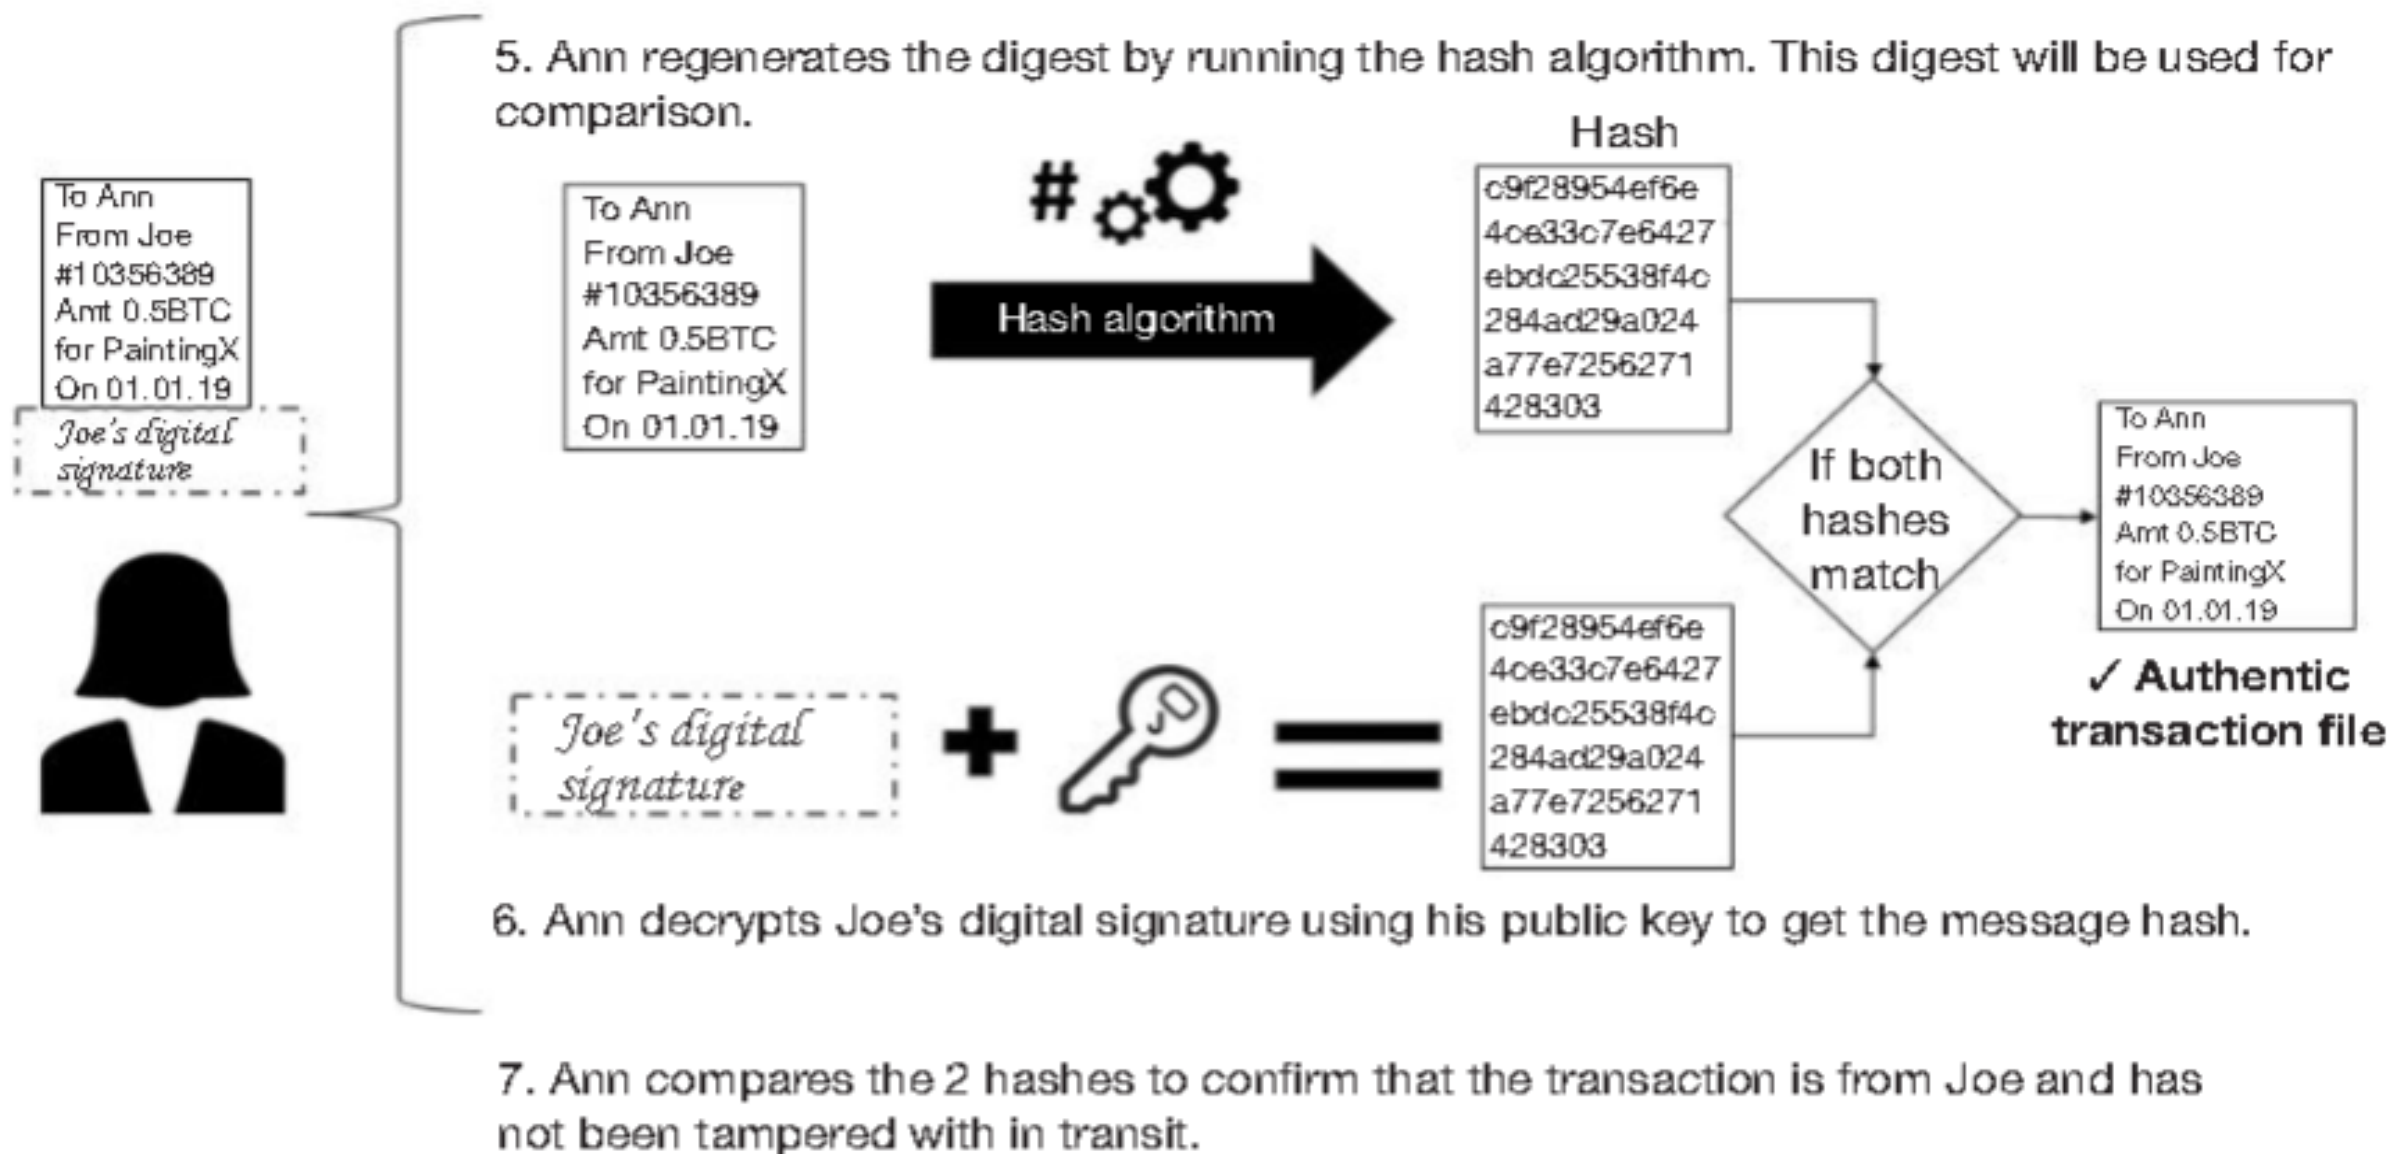 5. Ann regenerates the digest by running the hash algorithm. This digest will be used for
comparison.
To Ann
From Joe
#10356389
Amt 0.5BTC
for PaintingX
On 01.01.19
Joe's digital
signature
To Ann
From Joe
#10356389
Amt 0.5BTC
for PaintingX
On 01.01.19
#
Hash algorithm
Hash
c9f28954ef6e
4ce33c7e6427
ebdc25538f4c
284ad29a024
a77e7256271
428303
If both
hashes
match
To Ann
From Joe
#10356389
Amt 0.5BTC
for PaintingX
On 01.01.19
✓ Authentic
transaction file
Joe's digital
signature
+
J
=
c9f28954ef6e
4ce33c7e6427
ebdc25538f4c
284ad29a024
a77e7256271
428303
6. Ann decrypts Joe's digital signature using his public key to get the message hash.
7. Ann compares the 2 hashes to confirm that the transaction is from Joe and has
not been tampered with in transit.